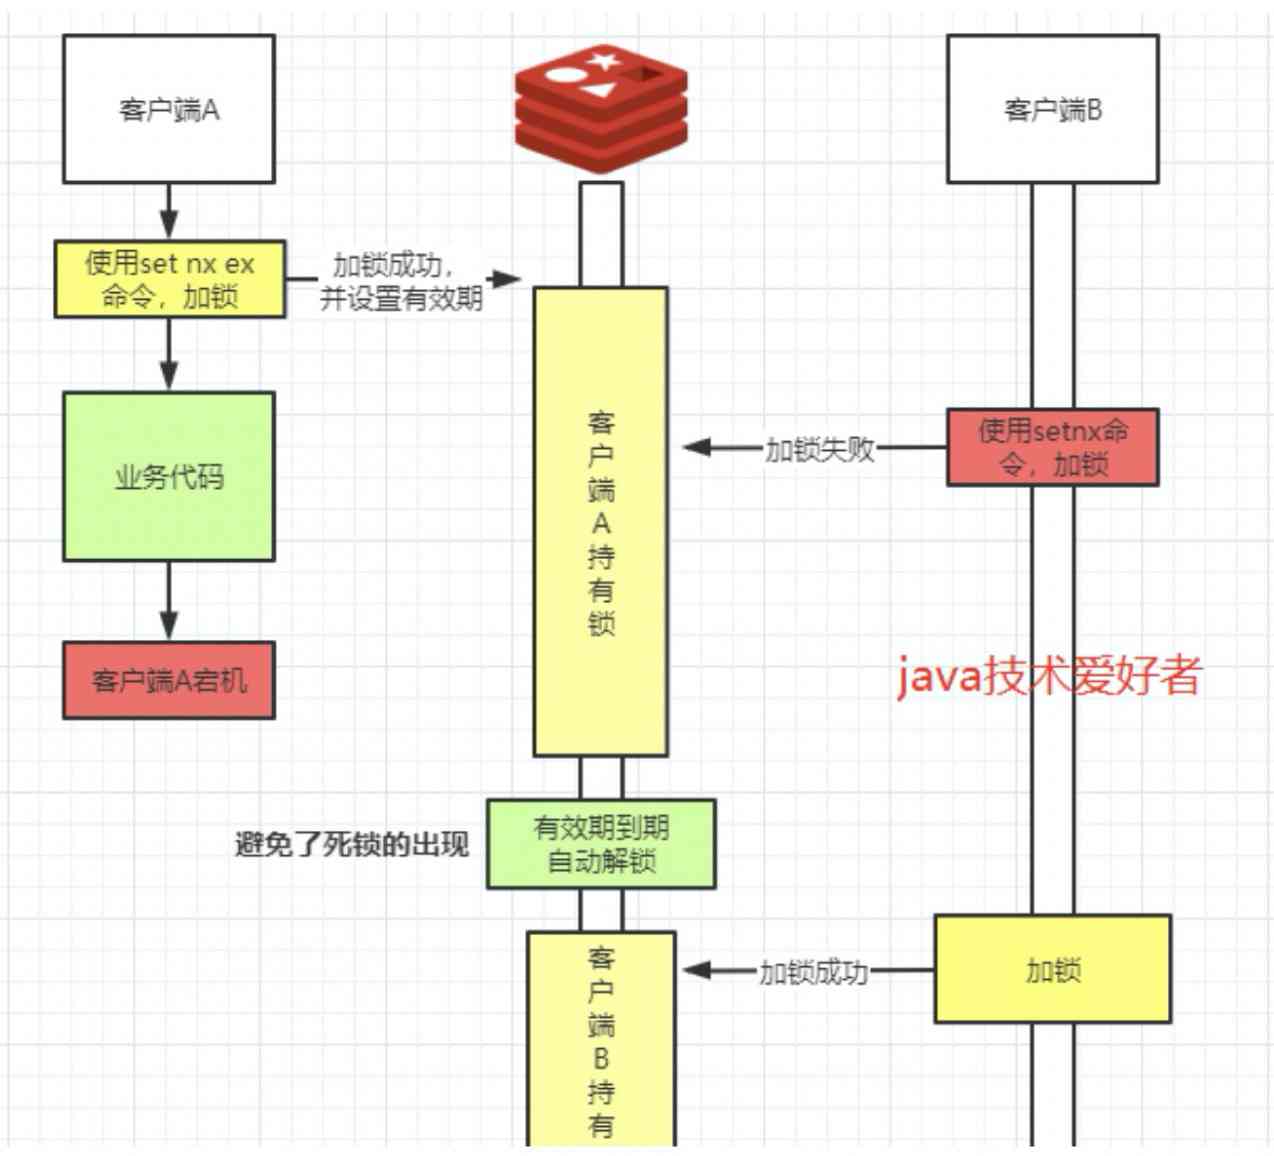 客户端A
客户端B
使用set nx ex
命令，加锁
加锁成功，
并设置有效期
业务代码
客户端A宕机
客
户
端
A
持
有
锁
使用setnx命
令，加锁
加锁失败
java技术爱好者
避免了死锁的出现
有效期到期
自动解锁
加锁
加锁成功
客
户
端
B
持
有